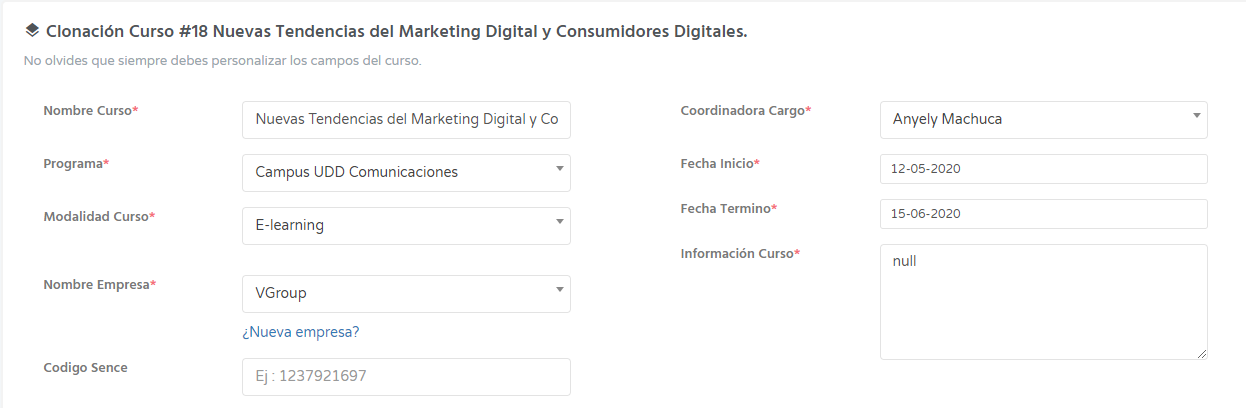 Clonación Curso #18 Nuevas Tendencias del Marketing Digital y Consumidores Digitales.
No olvides que siempre debes personalizar los campos del curso.
Nombre Curso*
Nuevas Tendencias del Marketing Digital y Co
Programa*
Campus UDD Comunicaciones
Modalidad Curso*
E-learning
Nombre Empresa*
VGroup
¿Nueva empresa?
Codigo Sence
Ej : 1237921697
Coordinadora Cargo*
Anyely Machuca
Fecha Inicio*
12-05-2020
Fecha Termino*
15-06-2020
Información Curso*
null